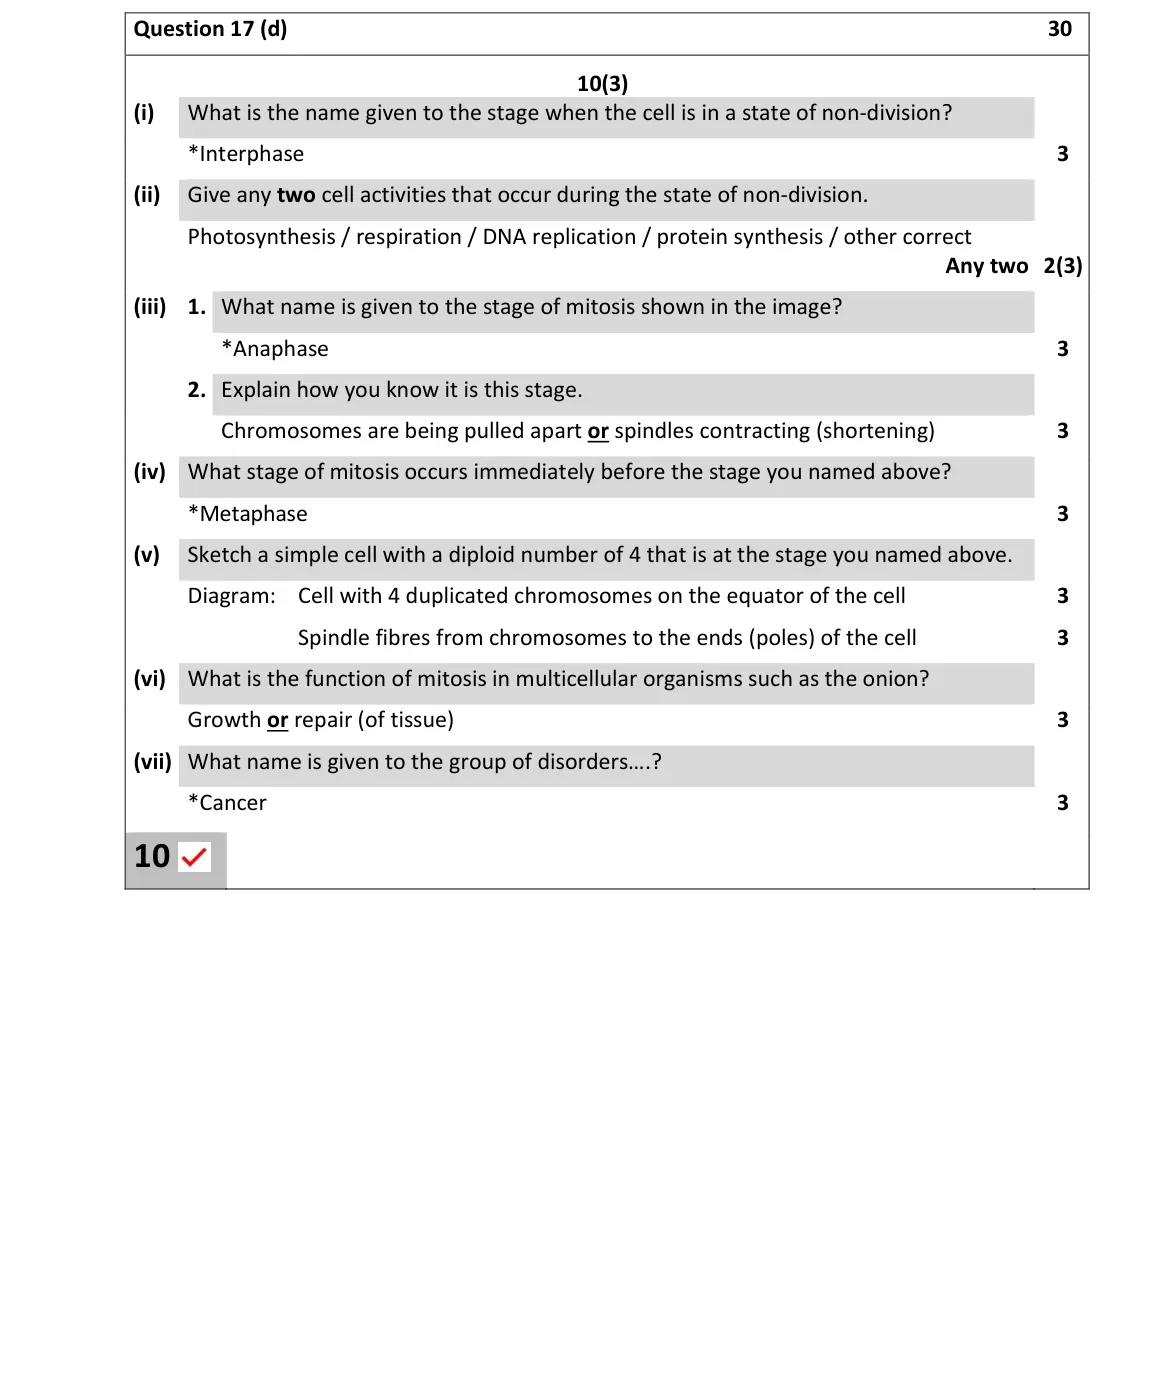 Question 17 (d) 30
10(3)
(i) What is the name given to the stage when the cell is in a state of non-division?
*Interphase 3
(ii) Give any two cell activities that occur during the state of non-division.
Photosynthesis / respiration / DNA replication / protein synthesis / other correct
Any two 2(3)
(iii) 1. What name is given to the stage of mitosis shown in the image?
*Anaphase 3
2. Explain how you know it is this stage.
Chromosomes are being pulled apart or spindles contracting (shortening) 3
(iv) What stage of mitosis occurs immediately before the stage you named above?
*Metaphase 3
(v) Sketch a simple cell with a diploid number of 4 that is at the stage you named above.
Diagram: Cell with 4 duplicated chromosomes on the equator of the cell 3
Spindle fibres from chromosomes to the ends (poles) of the cell 3
(vi) What is the function of mitosis in multicellular organisms such as the onion?
Growth or repair (of tissue) 3
(vii) What name is given to the group of disorders....?
*Cancer 3
10